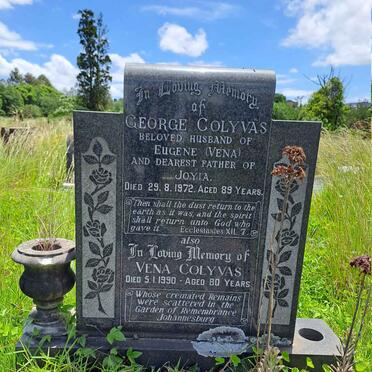 In Loving Memory
of
GEORGE COLYVAS
BELOVED HUSBAND OF
EUGENE (VENA)
AND DEAREST FATHER OF
JOYIA.
DIED 29.8.1972. AGED 89 YEARS.
Then shall the dust return to the
earth as it was, and the spirit
shall return unto God who
gave it. Ecclesiastes XII. 7.
also
In Loving Memory of
VENA COLYVAS
DIED 5.1.1990 - AGED 80 YEARS
Whose cremated Remains
were scattered in the
Garden of Remembrance
Johannesburg